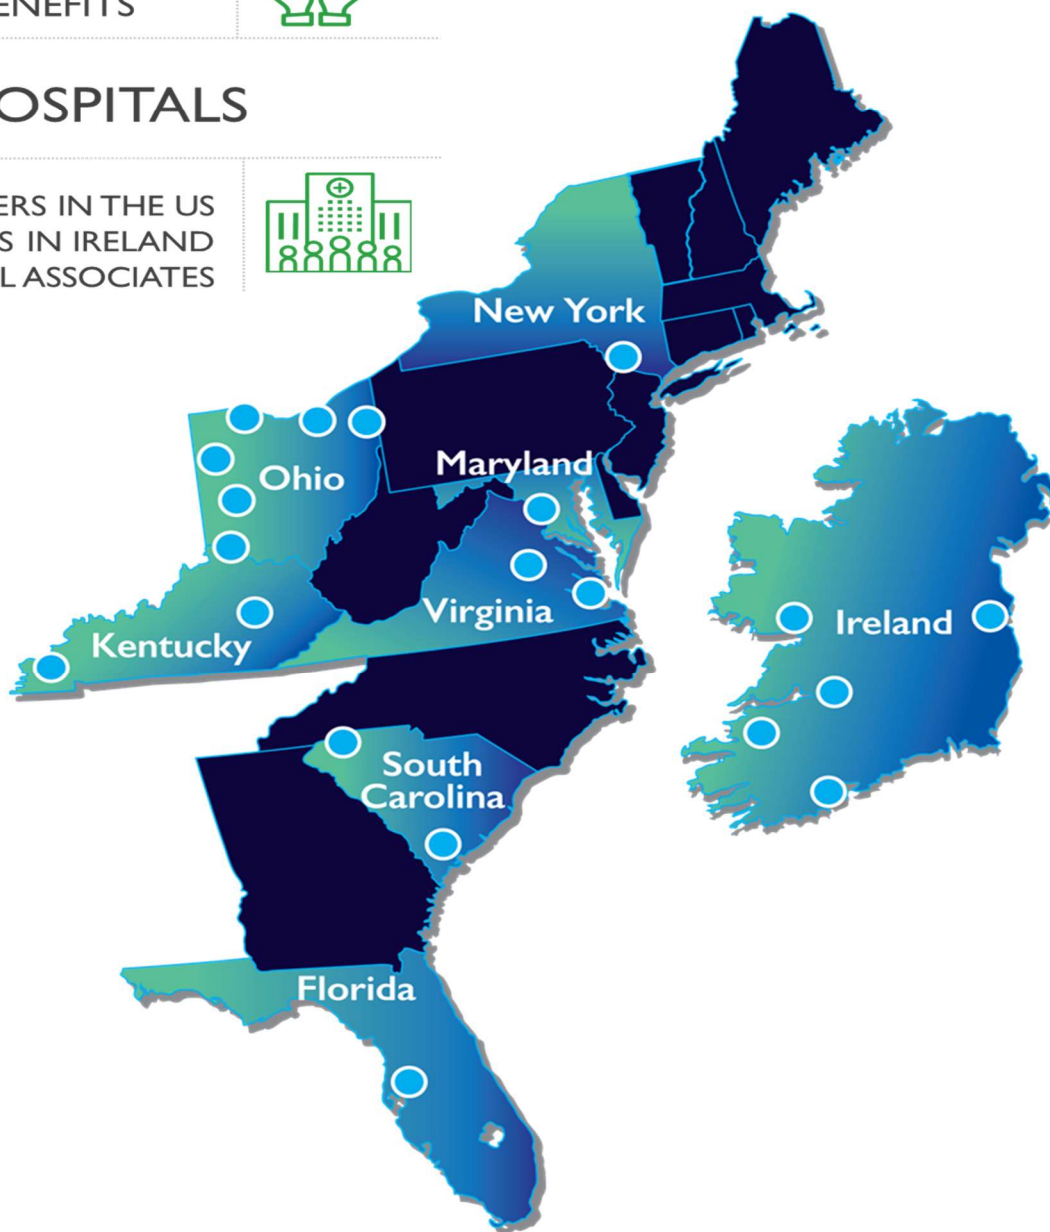 ENEFITS
OSPITALS
ERS IN THE US
S IN IRELAND
L ASSOCIATES
New York
Ohio
Maryland
Virginia
Kentucky
Ireland
South
Carolina
Florida